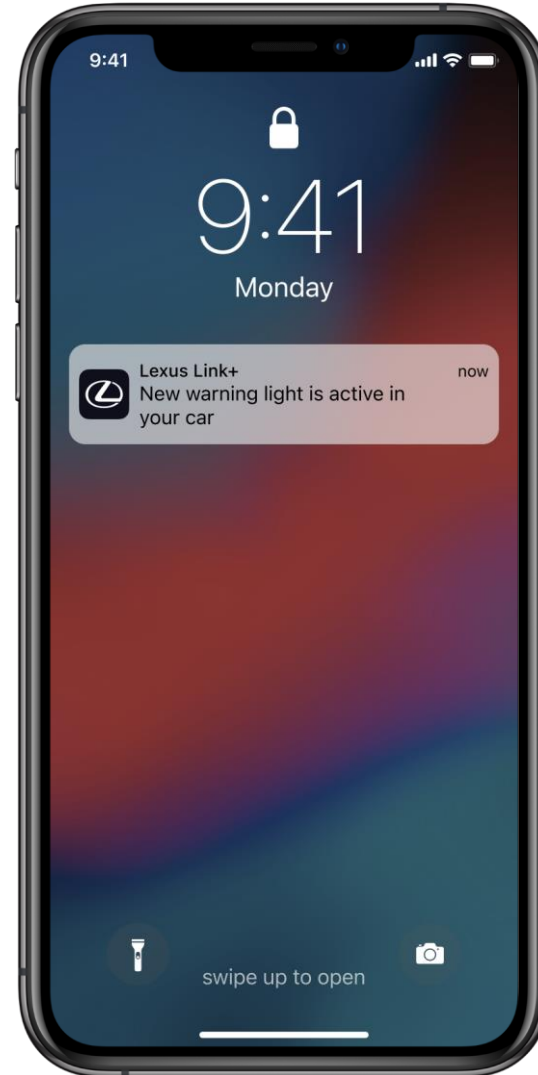 9:41
9:41
Monday
Lexus Link+
now
New warning light is active in
your car
swipe up to open